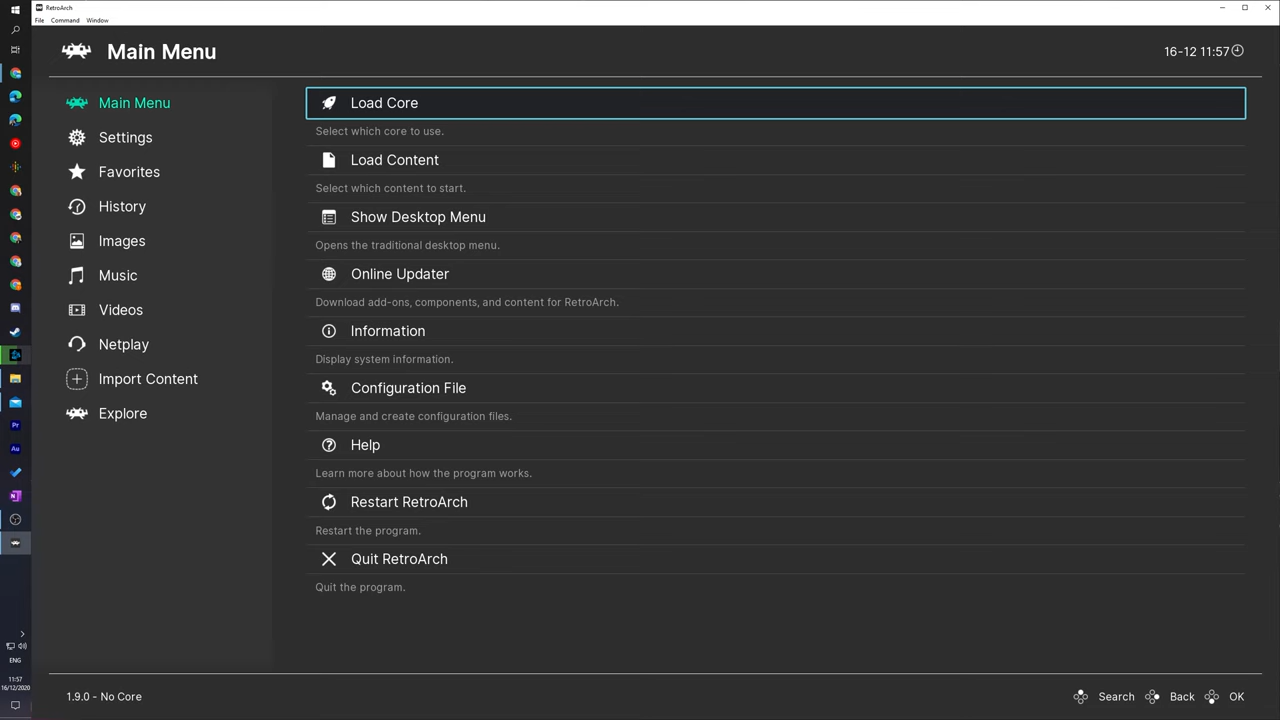 RetroArch
File Command Window
Main Menu
16-12 11:57
Main Menu
Settings
Favorites
History
Images
Music
Videos
Netplay
Import Content
Explore
Load Core
Select which core to use.
Load Content
Select which content to start.
Show Desktop Menu
Opens the traditional desktop menu.
Online Updater
Download add-ons, components, and content for RetroArch.
Information
Display system information.
Configuration File
Manage and create configuration files.
Help
Learn more about how the program works.
Restart RetroArch
Restart the program.
Quit RetroArch
Quit the program.
Pr
Au
ENG
11:57
16/12/2020
1.9.0 - No Core
Search Back OK